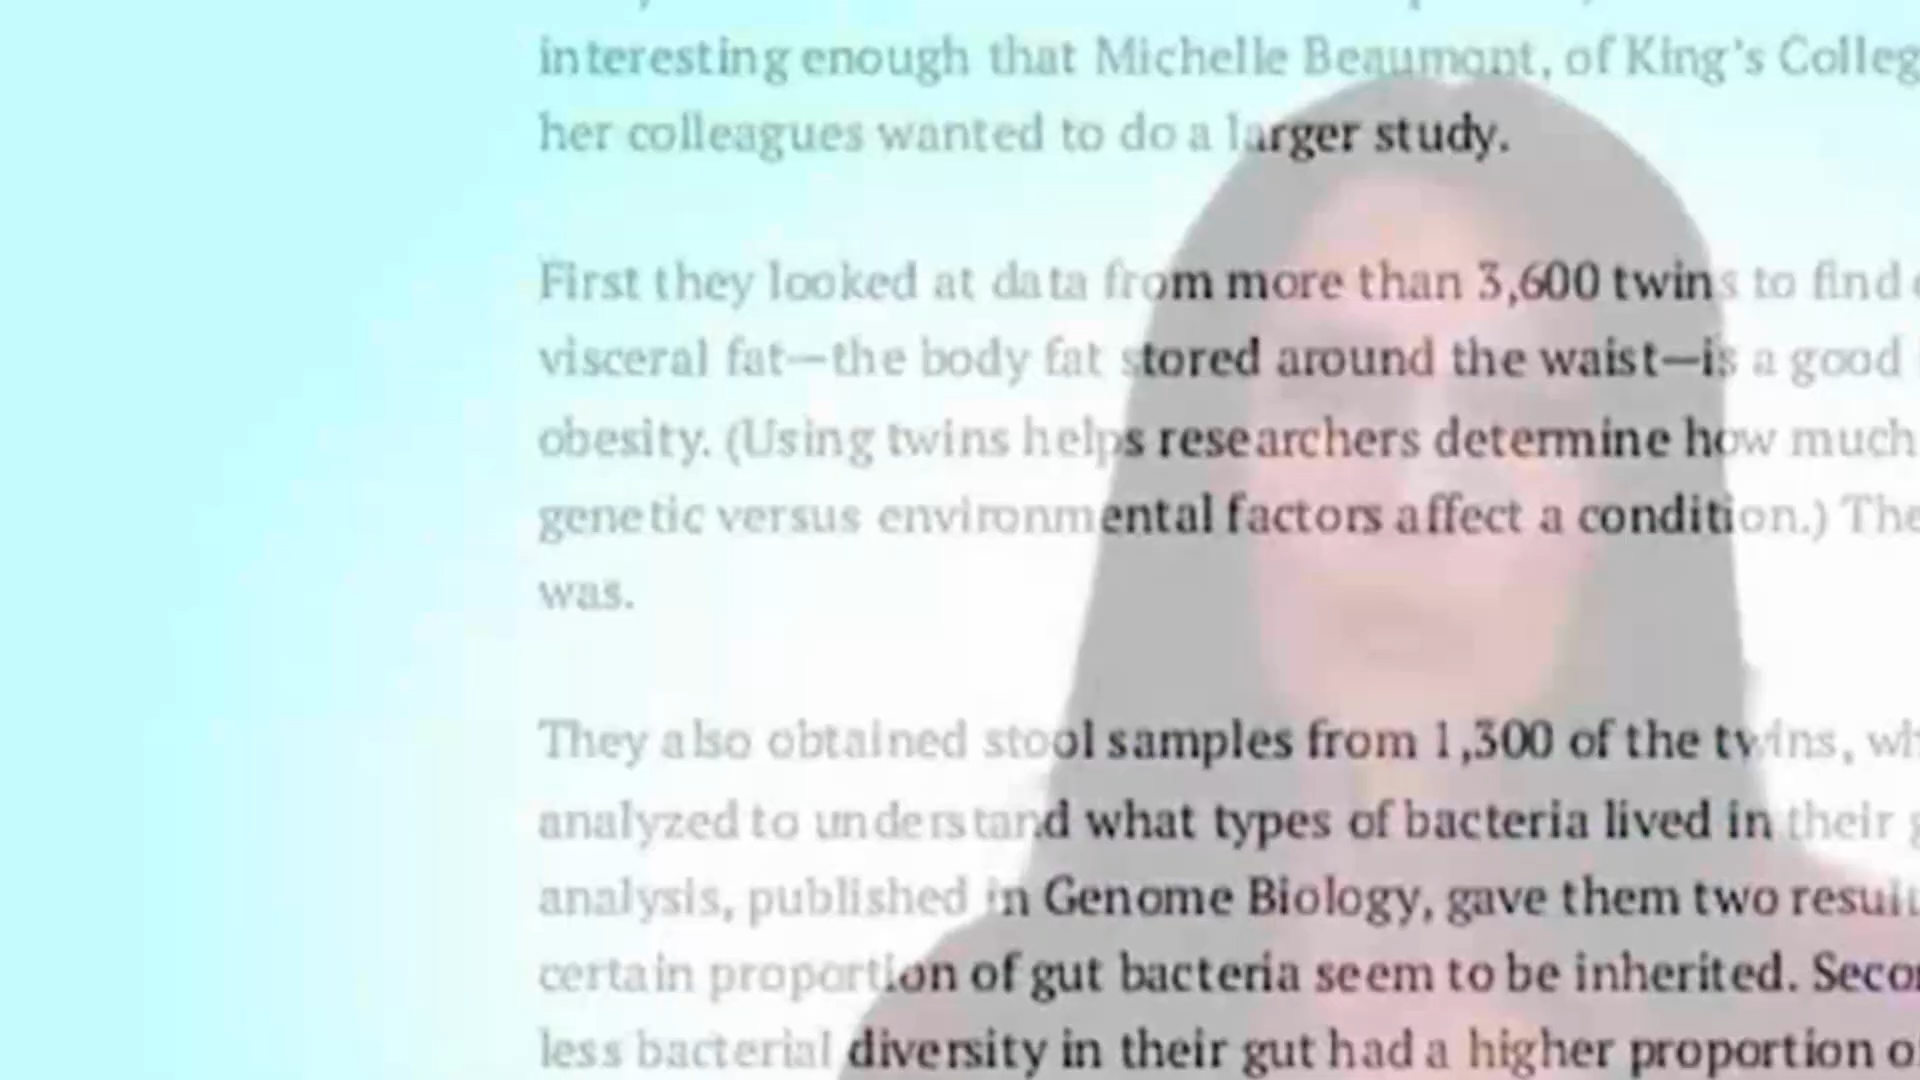 interesting enough that Michelle Beaumont, of King's Colleg
her colleagues wanted to do a larger study.
First they looked at data from more than 3,600 twins to find
visceral fat—the body fat stored around the waist—is a good
obesity. (Using twins helps researchers determine how much
genetic versus environmental factors affect a condition.) The
was.
They also obtained stool samples from 1,300 of the twins, wh
analyzed to understand what types of bacteria lived in their g
analysis, published in Genome Biology, gave them two result
certain proportion of gut bacteria seem to be inherited. Secon
less bacterial diversity in their gut had a higher proportion o